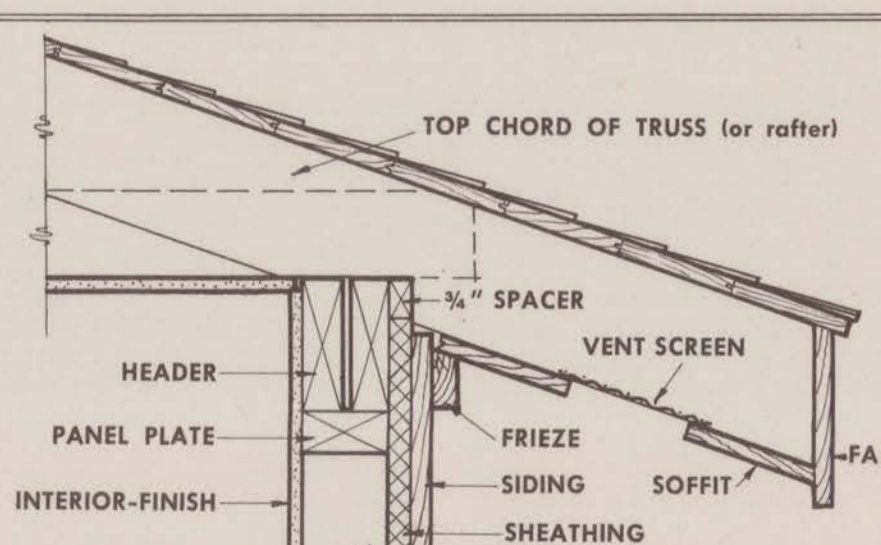 TOP CHORD OF TRUSS (or rafter)
¾" SPACER
VENT SCREEN
HEADER
PANEL PLATE
FRIEZE
FA
SIDING
SOFFIT
INTERIOR-FINISH
SHEATHING